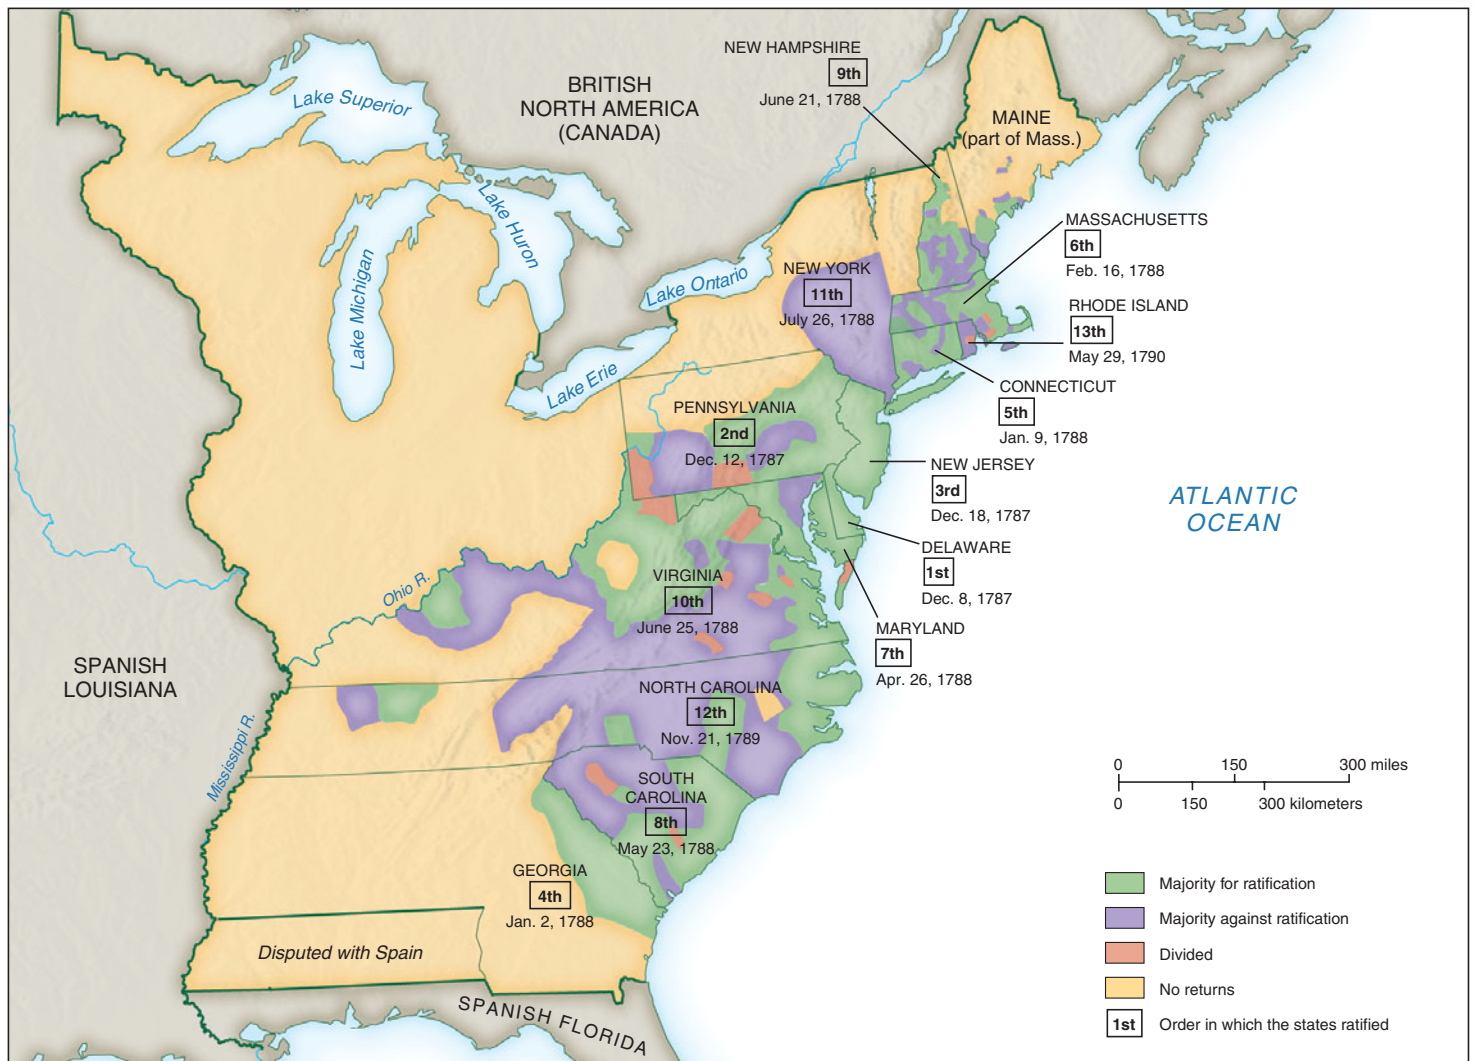 NEW HAMPSHIRE
9th
June 21, 1788
BRITISH
NORTH AMERICA
(CANADA)
Lake Superior
MAINE
(part of Mass.)
Lake Huron
Lake Michigan
MASSACHUSETTS
6th
Feb. 16, 1788
Lake Ontario
NEW YORK
11th
July 26, 1788
RHODE ISLAND
13th
May 29, 1790
Lake Erie
CONNECTICUT
5th
Jan. 9, 1788
PENNSYLVANIA
2nd
Dec. 12, 1787
NEW JERSEY
3rd
Dec. 18, 1787
ATLANTIC
OCEAN
DELAWARE
1st
Dec. 8, 1787
Ohio R.
VIRGINIA
10th
June 25, 1788
MARYLAND
7th
Apr. 26, 1788
SPANISH
LOUISIANA
NORTH CAROLINA
12th
Nov. 21, 1789
Mississippi R.
SOUTH
CAROLINA
8th
May 23, 1788
GEORGIA
4th
Jan. 2, 1788
Disputed with Spain
SPANISH FLORIDA
0 150 300 miles
0 150 300 kilometers
Majority for ratification
Majority against ratification
Divided
No returns
1st Order in which the states ratified